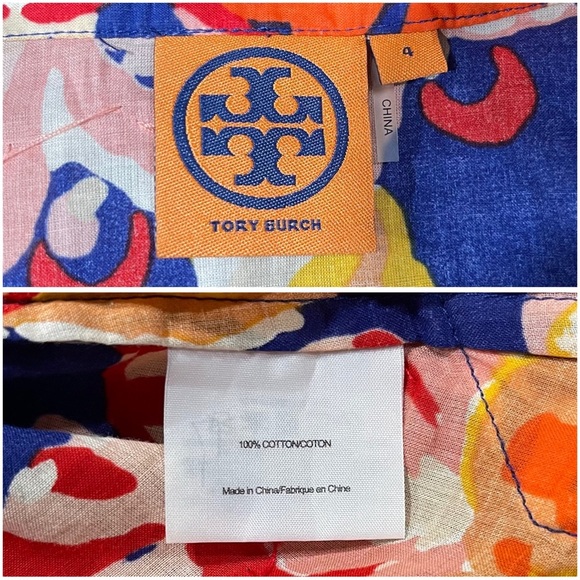 4
CHINA
TORY BURCH
100% COTTON/COTON
Made in China/Fabrique en Chine